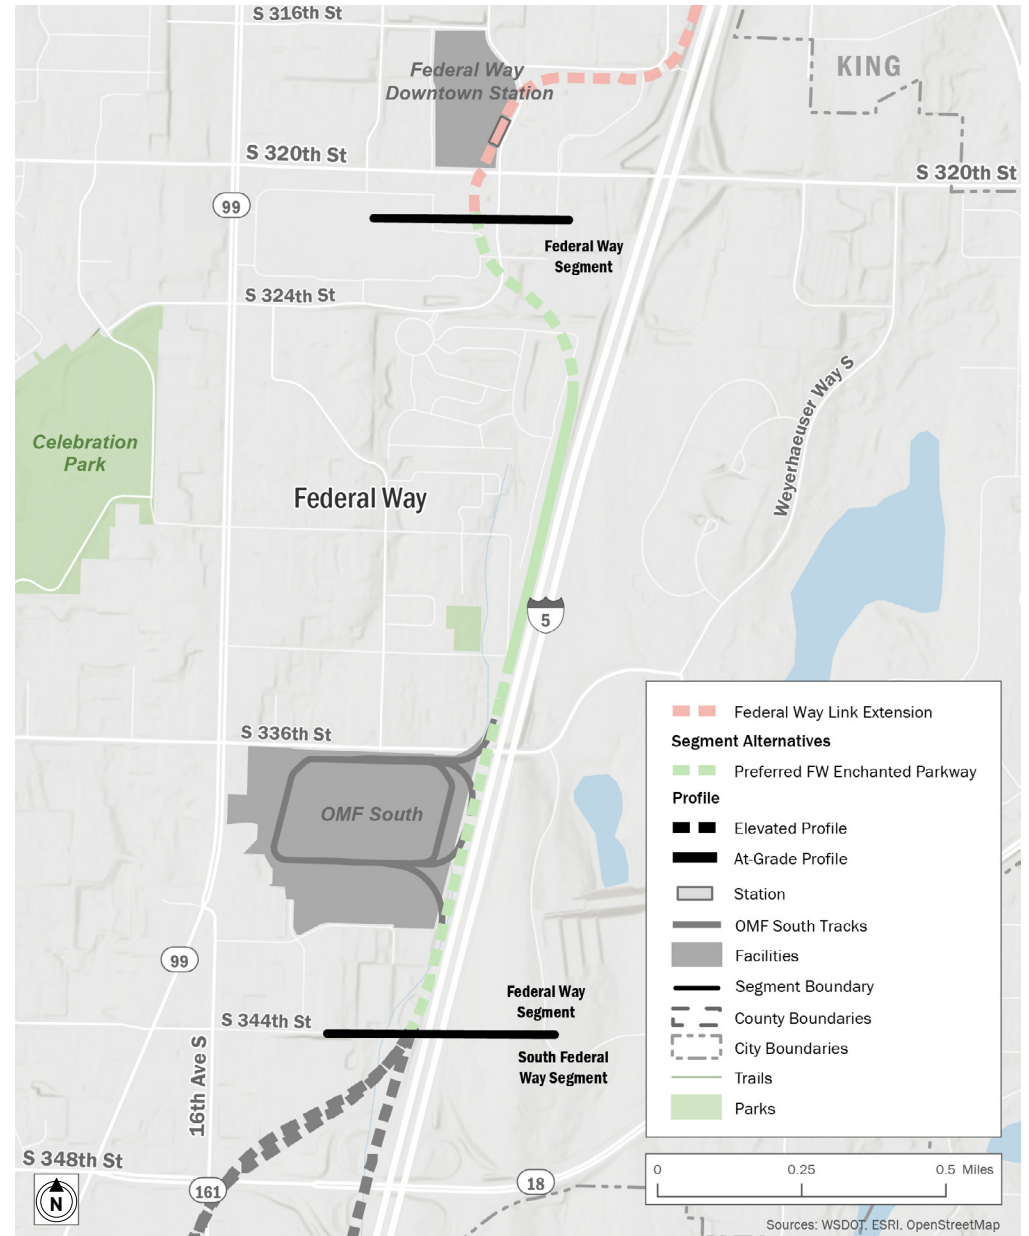 S 316th St
Federal Way
Downtown Station
KING
S 320th St
S 320th St
99
Federal Way
Segment
S 324th St
Weyerhaeuser Way S
Celebration
Park
Federal Way
5
S 336th St
OMF South
99
Federal Way
Segment
S 344th St
South Federal
Way Segment
16th Ave S
S 348th St
161
18
N
Federal Way Link Extension
Segment Alternatives
Preferred FW Enchanted Parkway
Profile
Elevated Profile
At-Grade Profile
Station
OMF South Tracks
Facilities
Segment Boundary
County Boundaries
City Boundaries
Trails
Parks
0 0.25 0.5 Miles
Sources: WSDOT, ESRI, OpenStreetMap